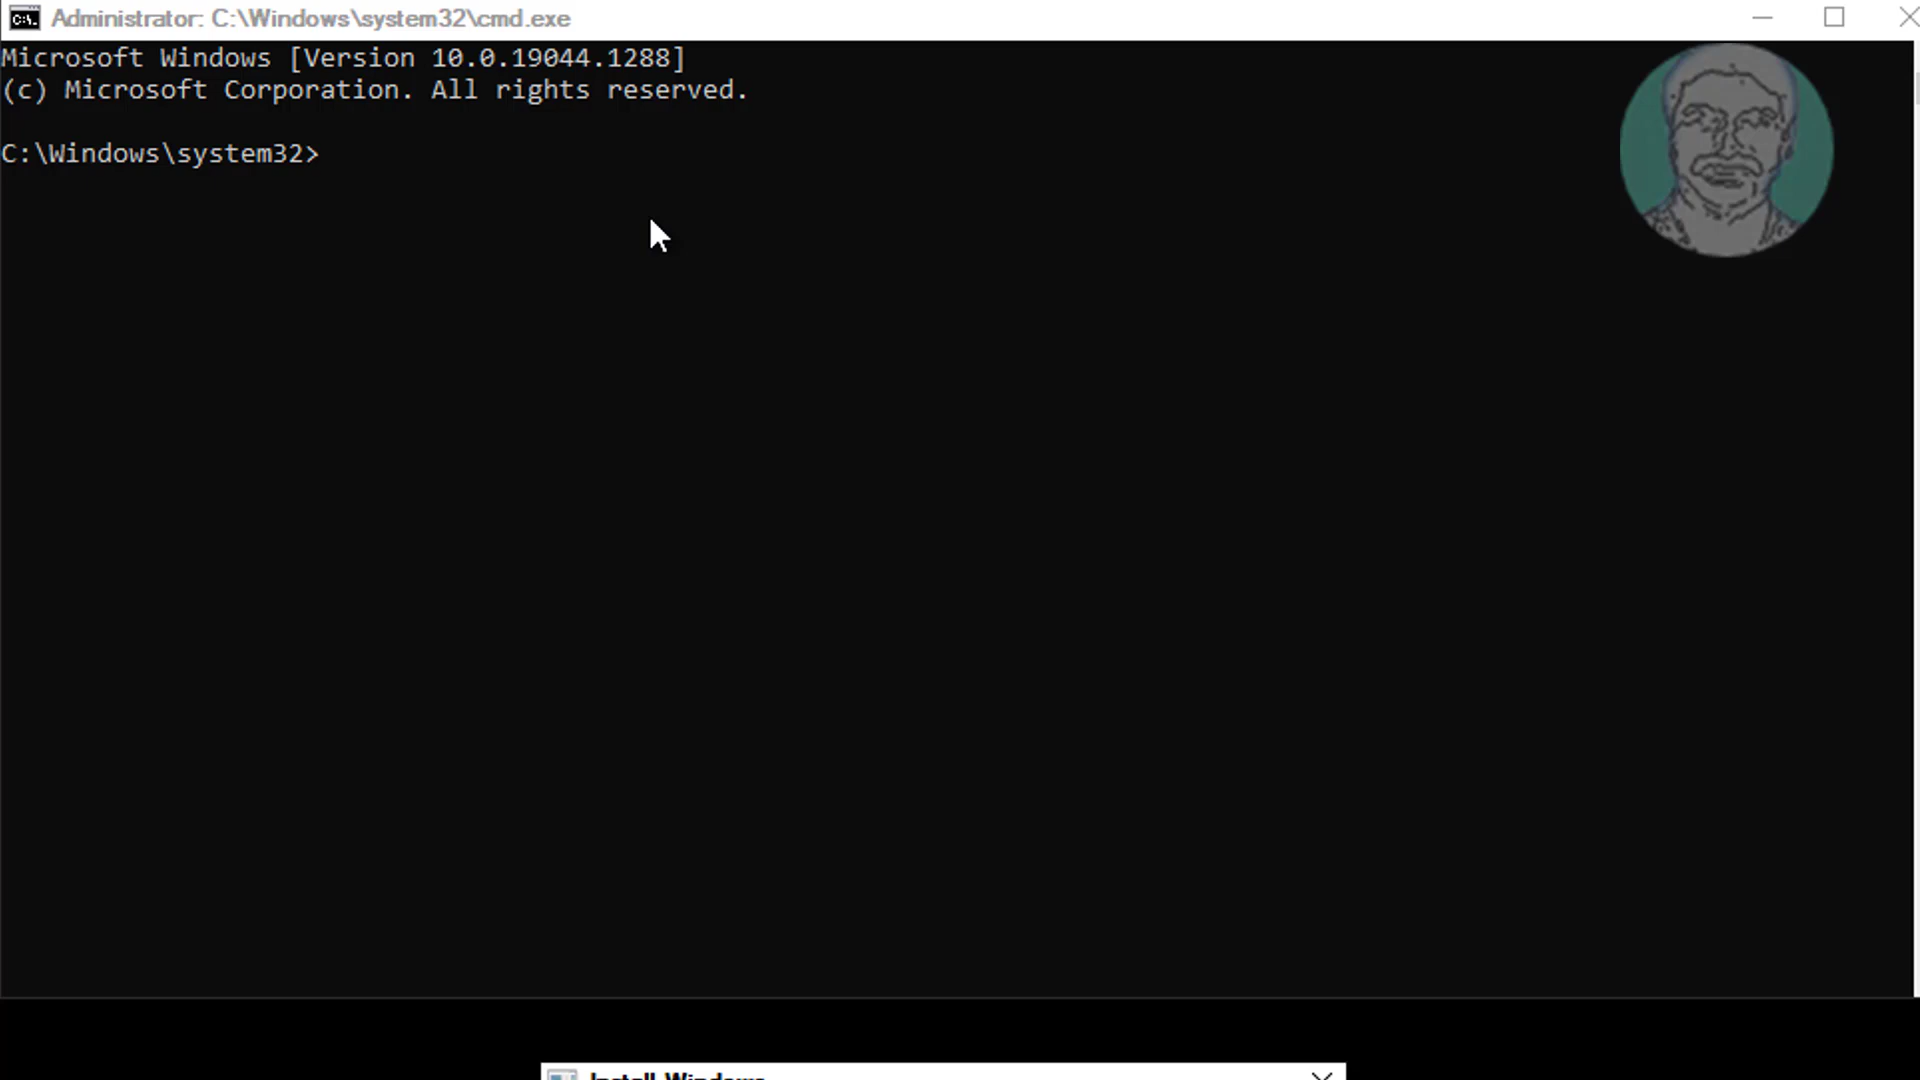 Administrator: C:\Windows\system32\cmd.exe
Microsoft Windows [Version 10.0.19044.1288]
(c) Microsoft Corporation. All rights reserved.
C:\Windows\system32>
Install Windows